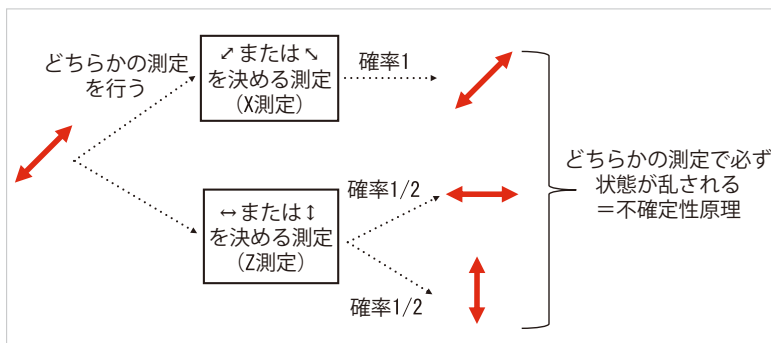 どちらかの測定
を行う
⤢または⤡
を決める測定
（X測定）
確率1
↔または↕
を決める測定
（Z測定）
確率1/2
確率1/2
どちらかの測定で必ず
状態が乱される
＝不確定性原理